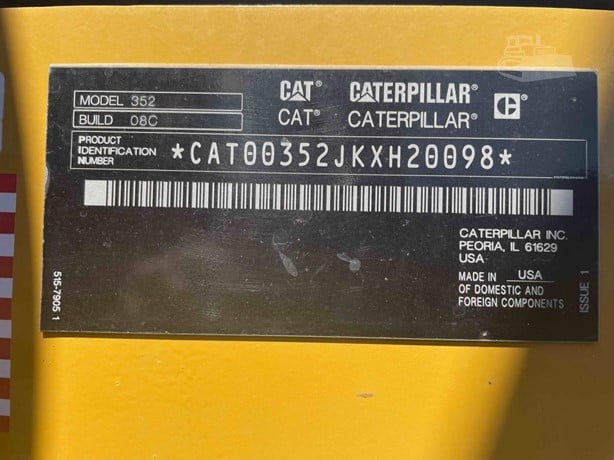 CAT® CATERPILLAR®
CAT® CATERPILLAR®
MODEL 352
BUILD 08C
PRODUCT
IDENTIFICATION
NUMBER
*CAT00352JKXH20098*
CATERPILLAR INC.
PEORIA, IL 61629
USA
MADE IN USA
OF DOMESTIC AND
FOREIGN COMPONENTS
515-7905 1
ISSUE 1